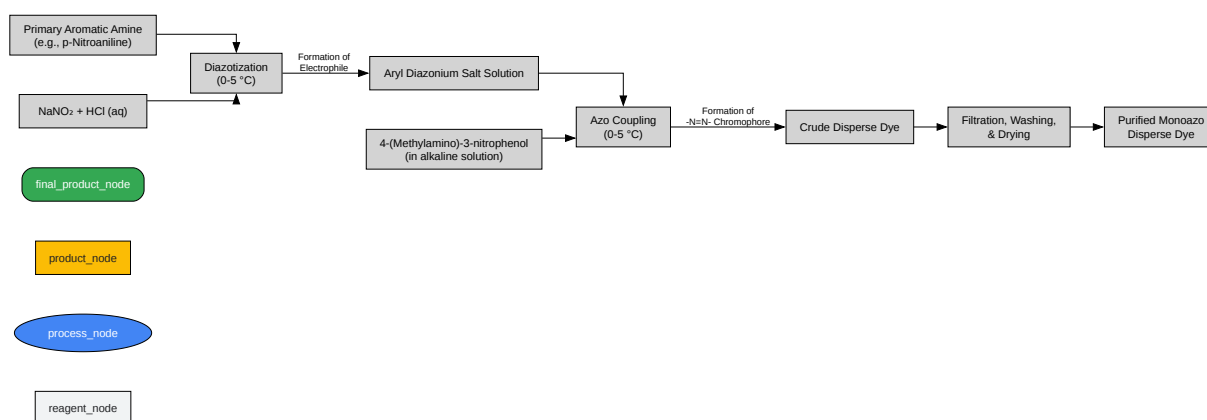 Primary Aromatic Amine
(e.g., p-Nitroaniline)
NaNO₂ + HCl (aq)
Diazotization
(0-5 °C)
Formation of
Electrophile
Aryl Diazonium Salt Solution
4-(Methylamino)-3-nitrophenol
(in alkaline solution)
Azo Coupling
(0-5 °C)
Formation of
-N=N- Chromophore
Crude Disperse Dye
Filtration, Washing,
& Drying
Purified Monoazo
Disperse Dye
final_product_node
product_node
process_node
reagent_node